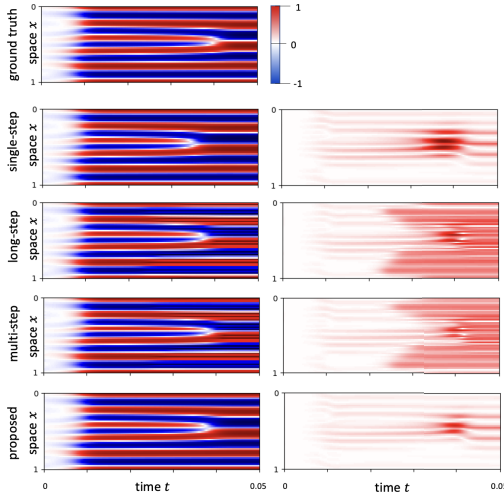 ground truth
space x
0
1
1
0
-1
single-step
space x
0
1
0
1
long-step
space x
0
1
0
1
multi-step
space x
0
1
0
1
proposed
space x
0
1
0
1
0 time t 0.05
0 time t 0.05